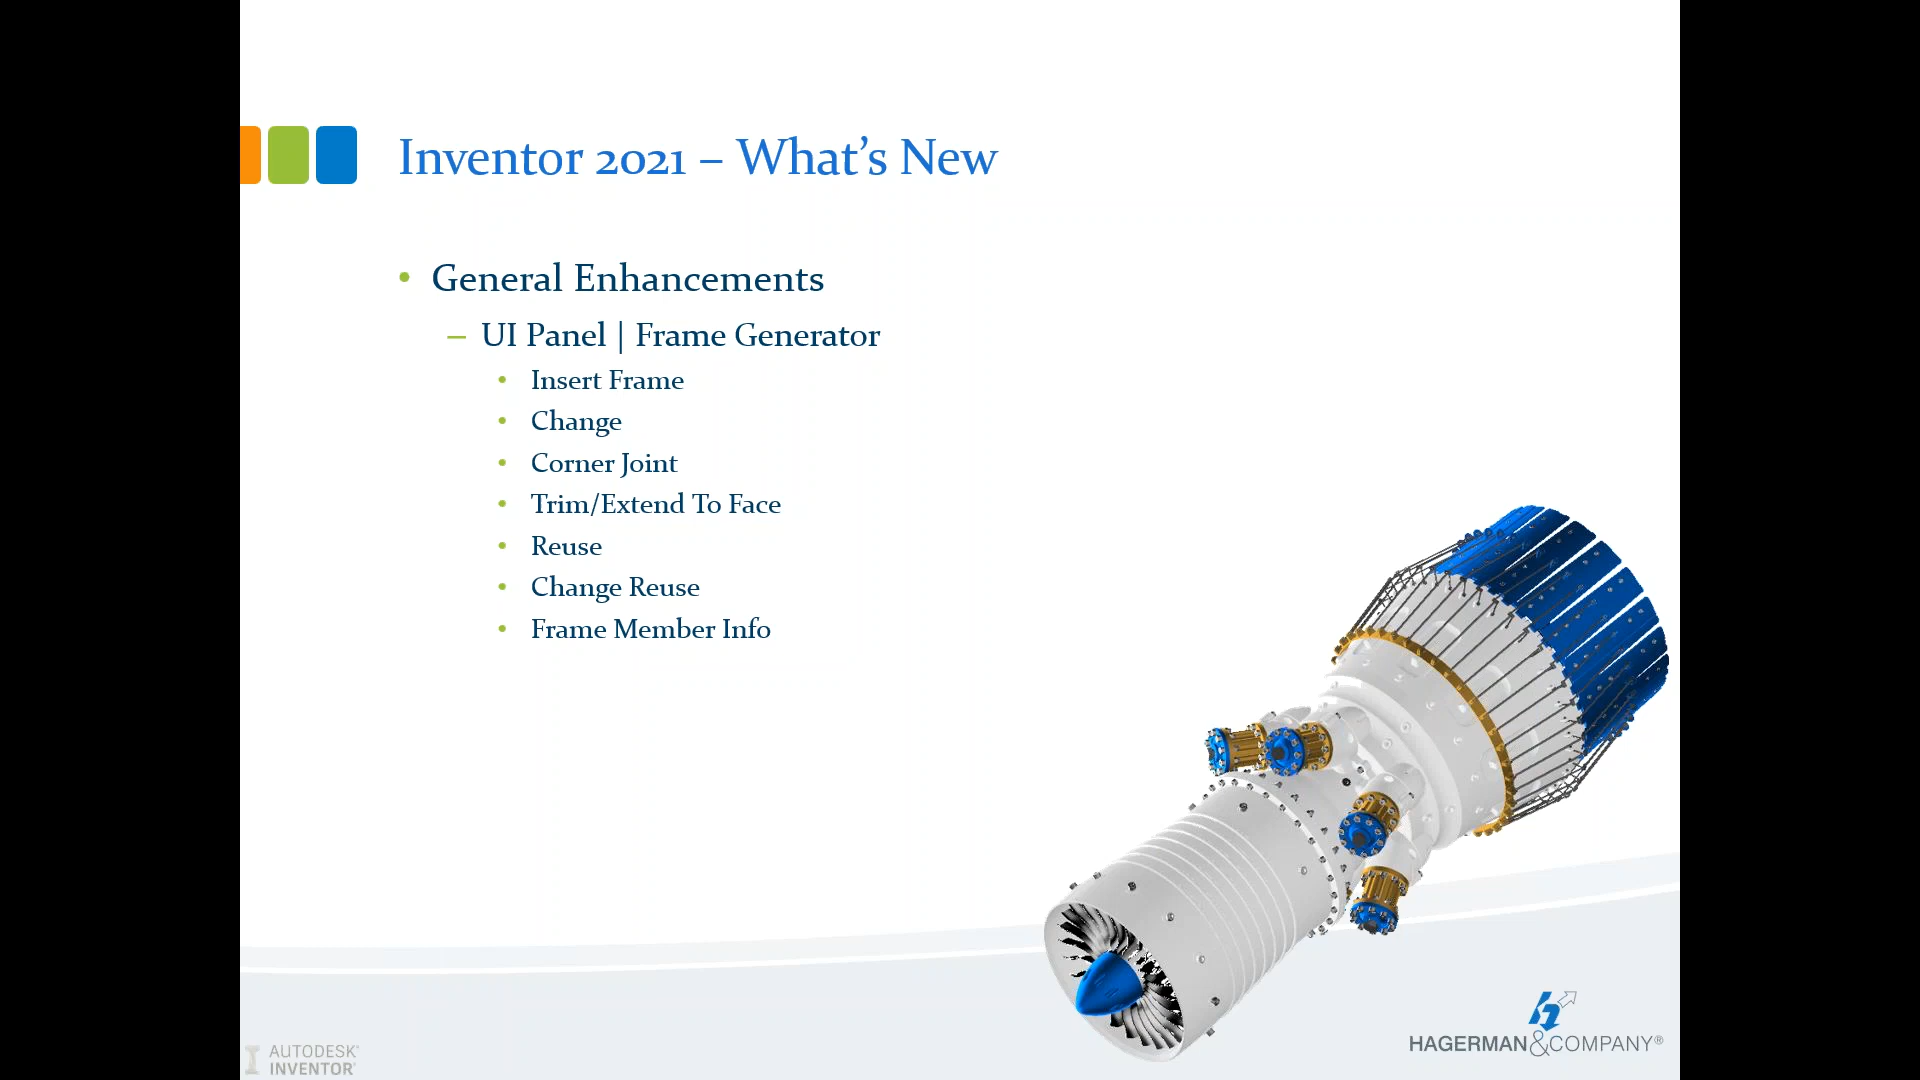 Inventor 2021 – What’s New
• General Enhancements
– UI Panel | Frame Generator
• Insert Frame
• Change
• Corner Joint
• Trim/Extend To Face
• Reuse
• Change Reuse
• Frame Member Info
AUTODESK®
INVENTOR®
HAGERMAN&COMPANY®